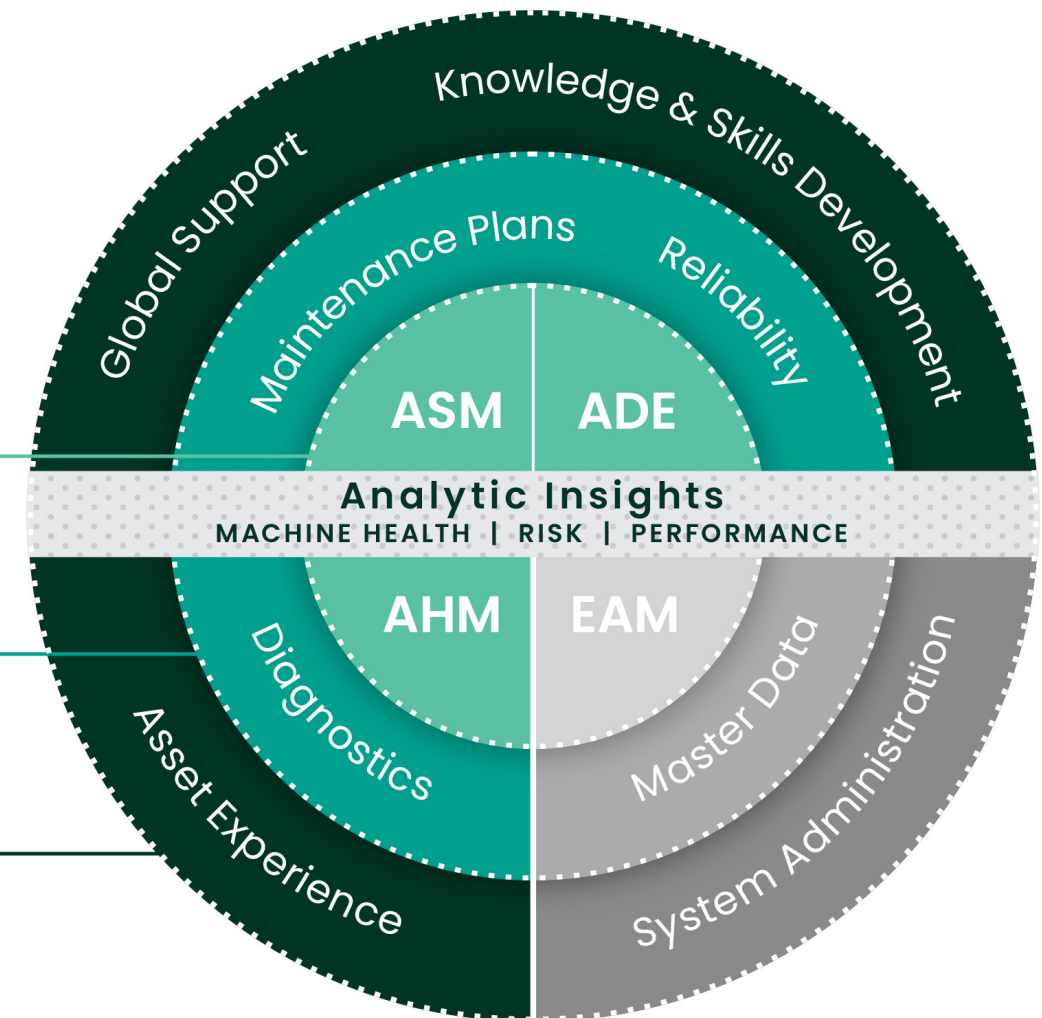 Knowledge & Skills Development
Global Support
Maintenance Plans
Reliability
ASM
ADE
Analytic Insights
MACHINE HEALTH | RISK | PERFORMANCE
AHM
EAM
Diagnostics
Master Data
Asset Experience
System Administration